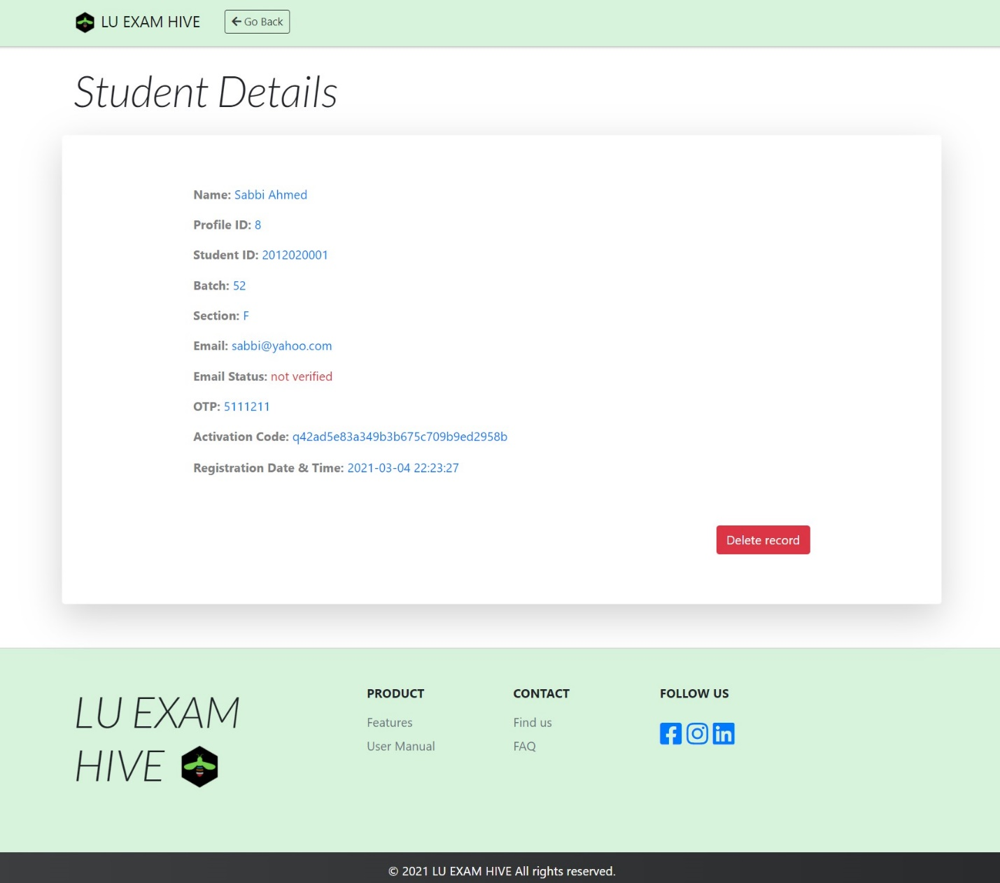 LU EXAM HIVE
Go Back
Student Details
Name: Sabbi Ahmed
Profile ID: 8
Student ID: 2012020001
Batch: 52
Section: F
Email: sabbi@yahoo.com
Email Status: not verified
OTP: 5111211
Activation Code: q42ad5e83a349b3b675c709b9ed2958b
Registration Date & Time: 2021-03-04 22:23:27
Delete record
LU EXAM
HIVE
PRODUCT
Features
User Manual
CONTACT
Find us
FAQ
FOLLOW US
© 2021 LU EXAM HIVE All rights reserved.